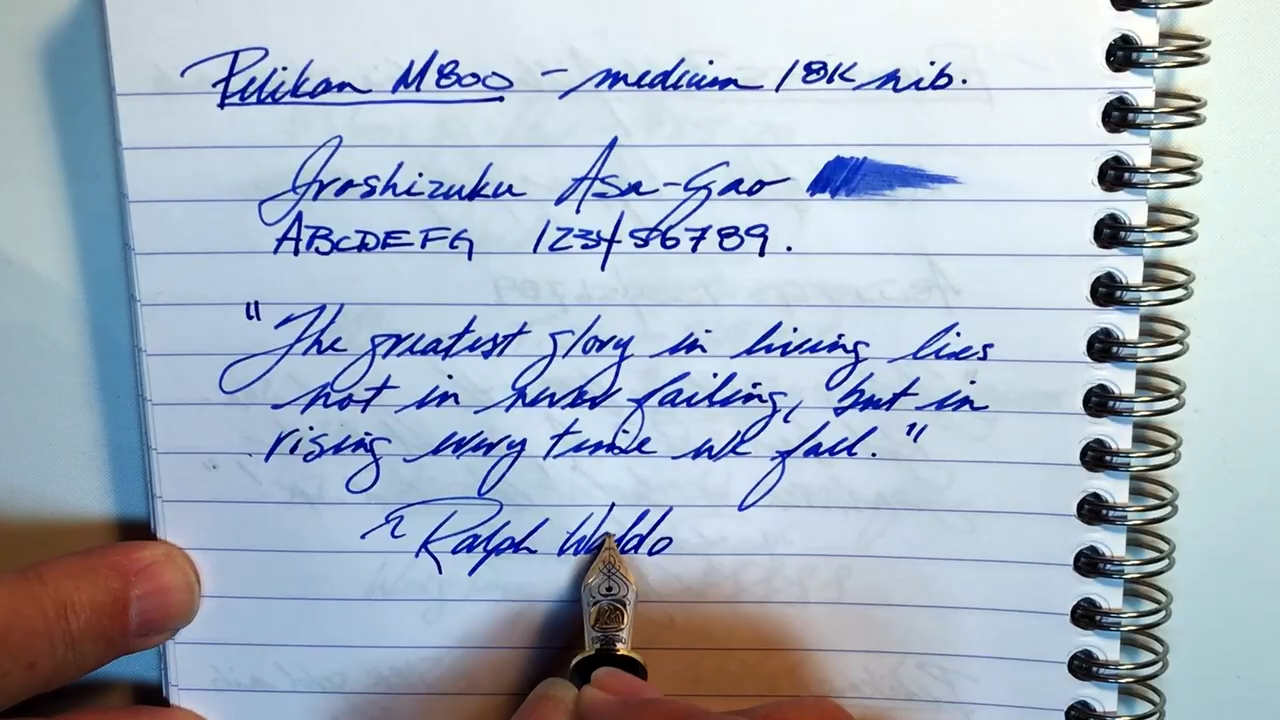 Pelikan M800 - medium 18K nib.
Iroshizuku Asa-Gao
ABCDEFG 123456789.
"The greatest glory in living lies
not in never failing, but in
rising every time we fall."
~ Ralph Waldo